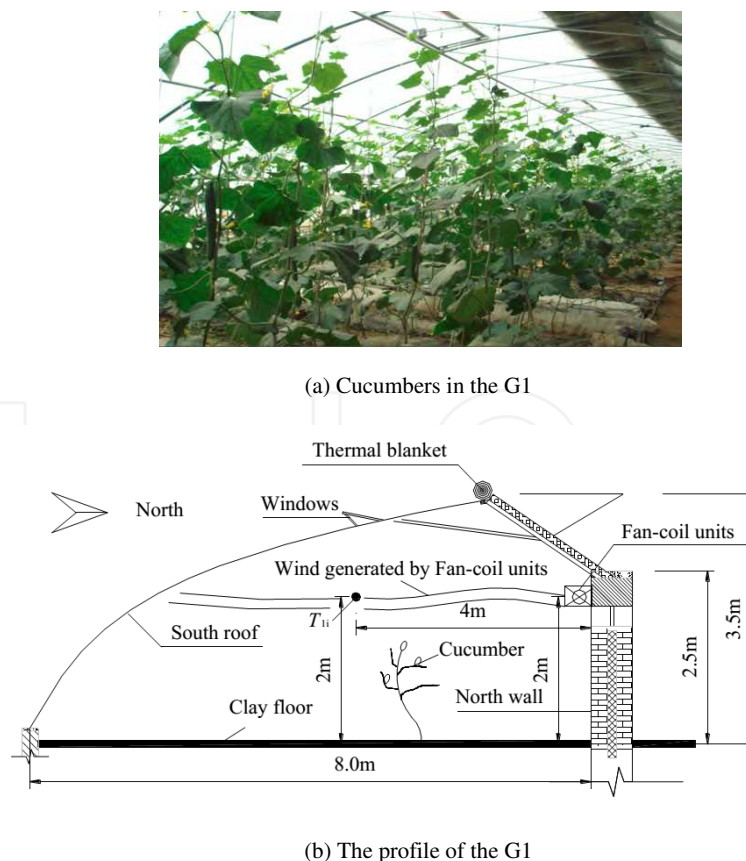 (a) Cucumbers in the G1
Thermal blanket
Windows
North
Fan-coil units
Wind generated by Fan-coil units
T1i
4m
3.5m
South roof
2m
Cucumber
2m
2.5m
North wall
Clay floor
8.0m
(b) The profile of the G1